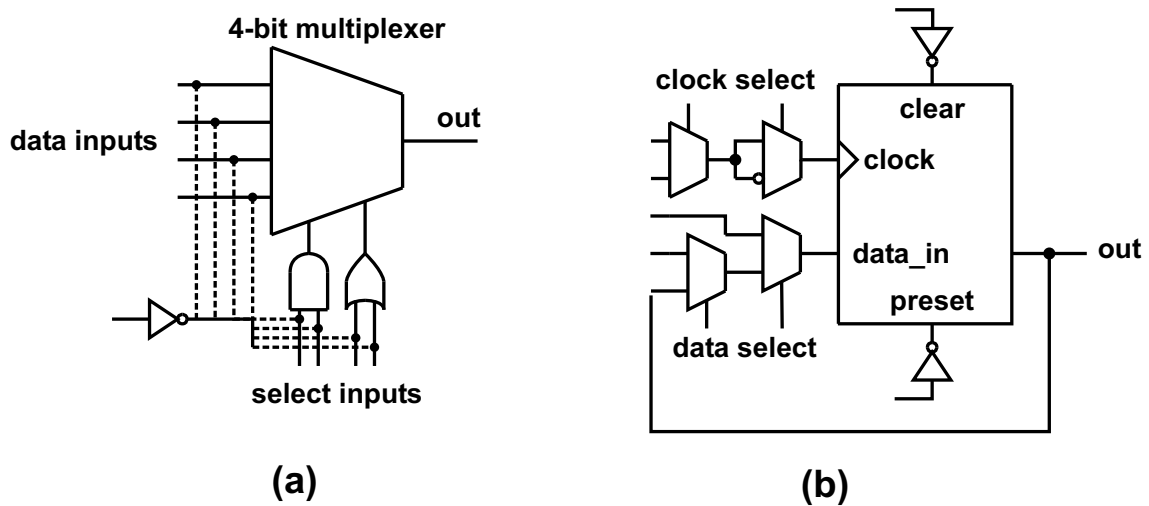 4-bit multiplexer
data inputs
out
select inputs
(a)
clock select
clear
clock
data_in
out
preset
data select
(b)